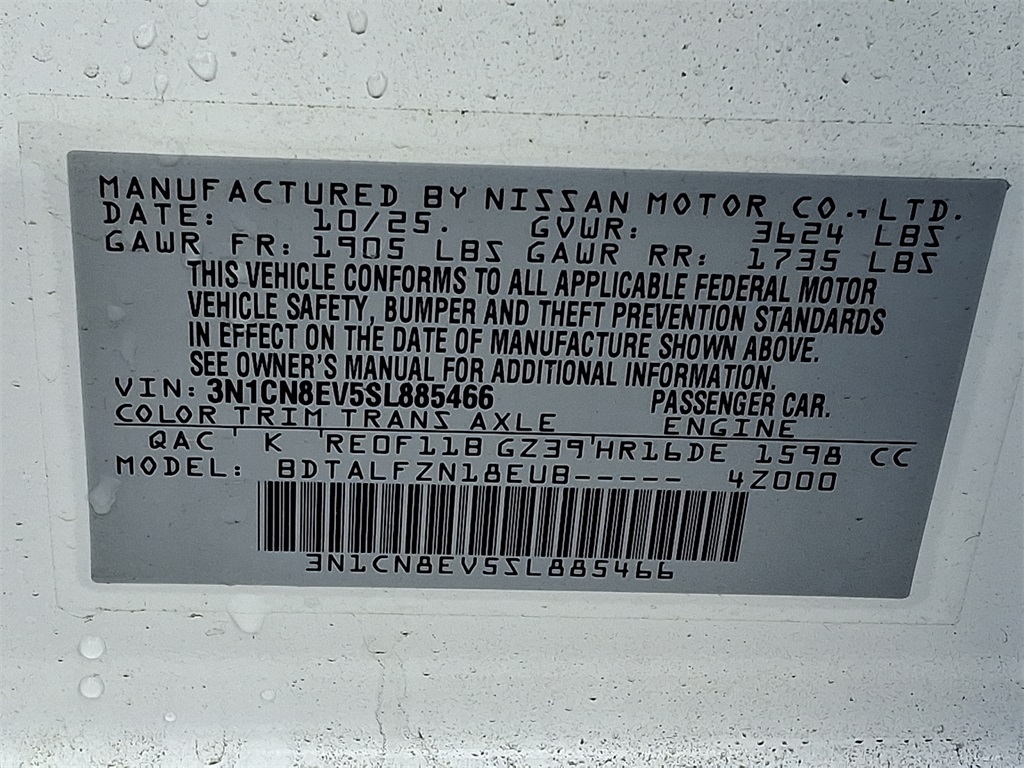 MANUFACTURED BY NISSAN MOTOR CO., LTD.
DATE: 10/25. GVWR: 3624 LBS
GAWR FR: 1905 LBS GAWR RR: 1735 LBS
THIS VEHICLE CONFORMS TO ALL APPLICABLE FEDERAL MOTOR
VEHICLE SAFETY, BUMPER AND THEFT PREVENTION STANDARDS
IN EFFECT ON THE DATE OF MANUFACTURE SHOWN ABOVE.
SEE OWNER'S MANUAL FOR ADDITIONAL INFORMATION.
VIN: 3N1CN8EV5SL885466 PASSENGER CAR.
COLOR TRIM TRANS AXLE ENGINE
QAC ' K ' RE0F11B GZ39 ' HR16DE 1598 CC
MODEL: BDTALFZN18EUB----- 4Z000
3N1CN8EV5SL885466